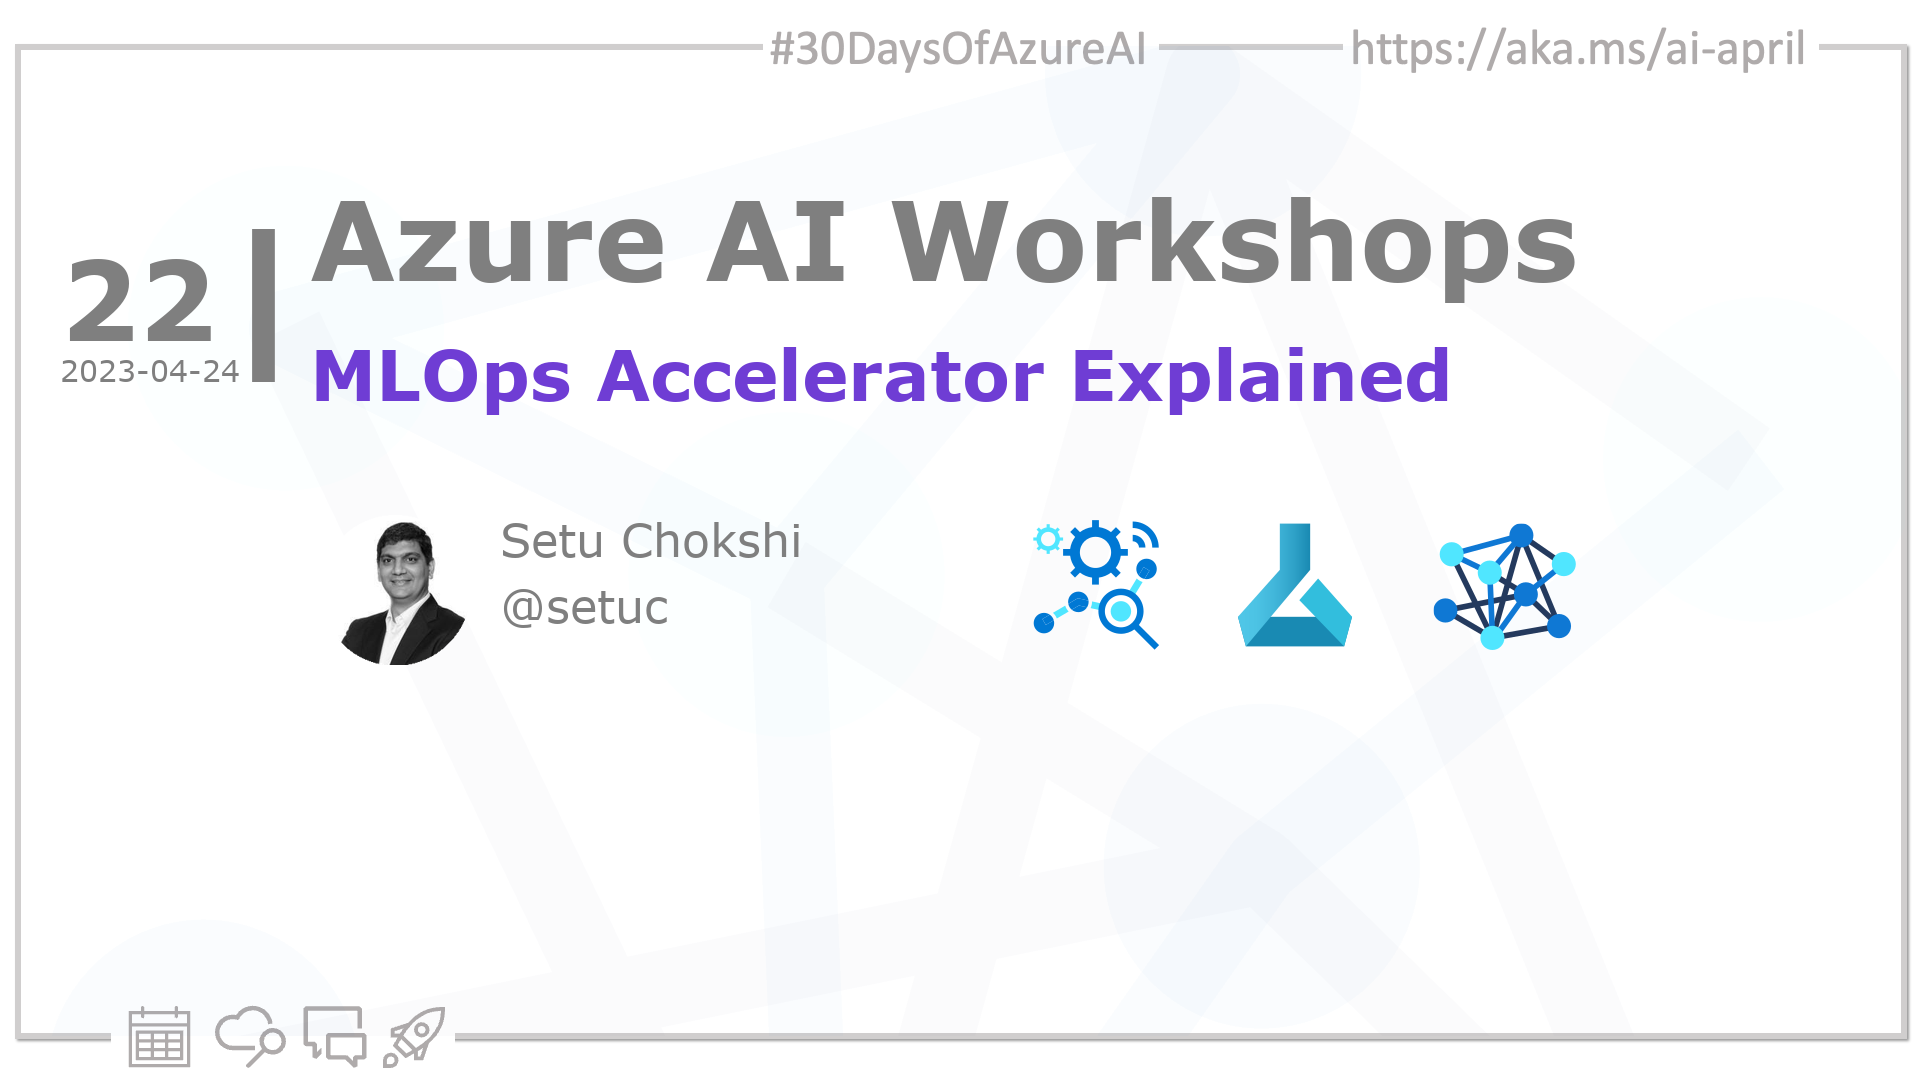 #30DaysOfAzureAI
https://aka.ms/ai-april
Azure AI Workshops
22
2023-04-24
MLOps Accelerator Explained
Setu Chokshi
@setuc